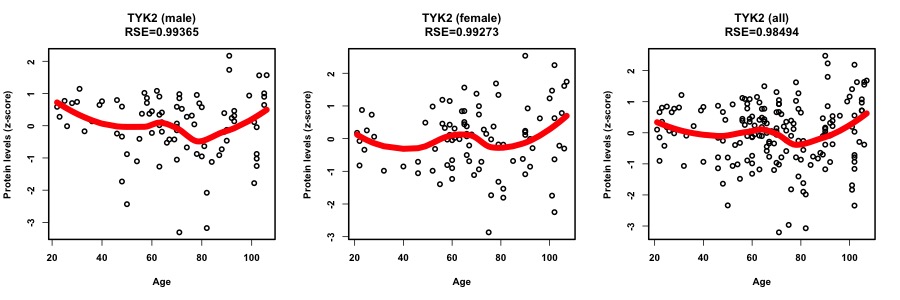 TYK2 (male)
RSE=0.99365
Protein levels (z-score)
2
1
0
-1
-2
-3
20 40 60 80 100
Age
TYK2 (female)
RSE=0.99273
Protein levels (z-score)
2
1
0
-1
-2
-3
20 40 60 80 100
Age
TYK2 (all)
RSE=0.98494
Protein levels (z-score)
2
1
0
-1
-2
-3
20 40 60 80 100
Age